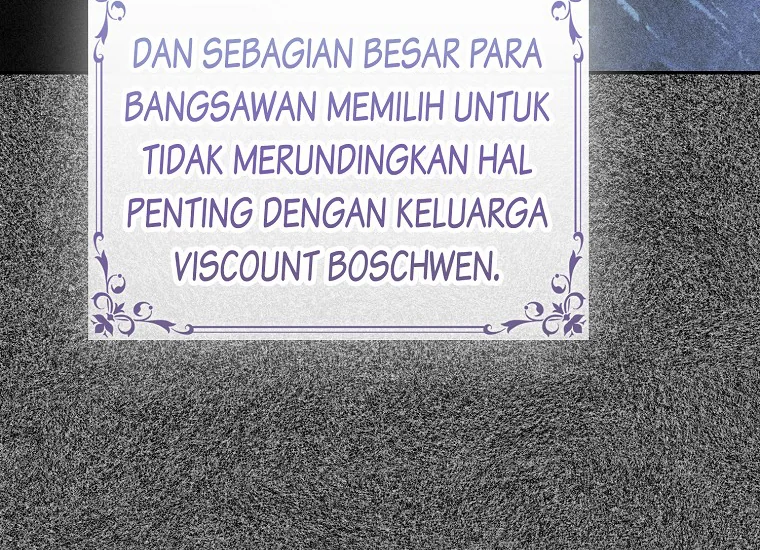 DAN SEBAGIAN BESAR PARA
BANGSAWAN MEMILIH UNTUK
TIDAK MERUNDINGKAN HAL
PENTING DENGAN KELUARGA
VISCOUNT BOSCHWEN.